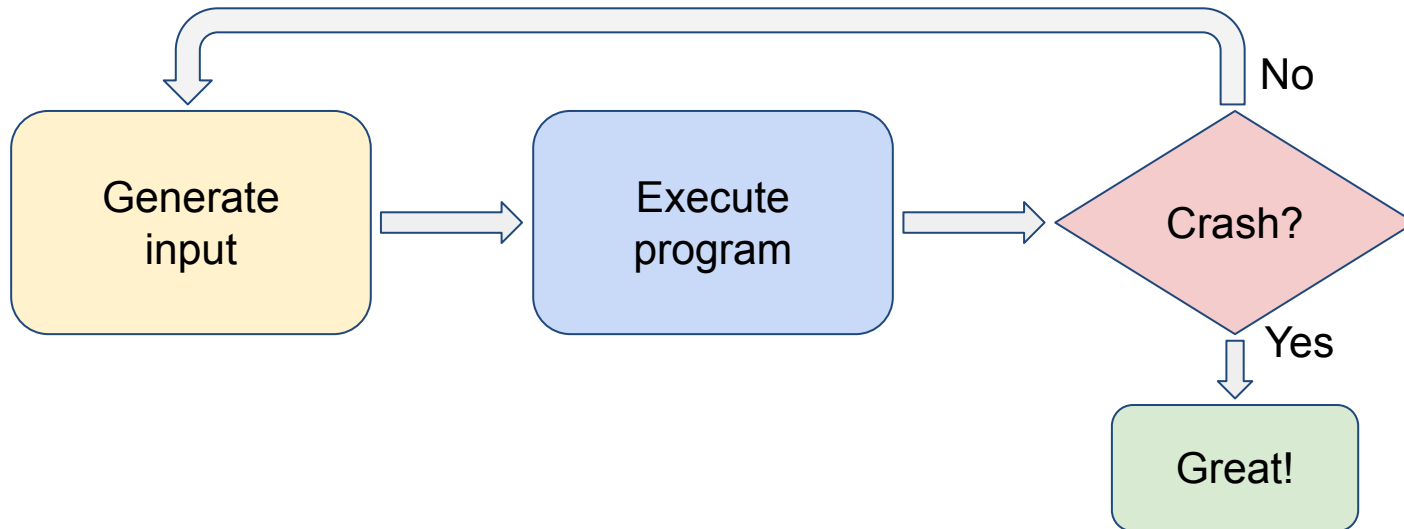 No
Generate
input
Execute
program
Crash?
Yes
Great!